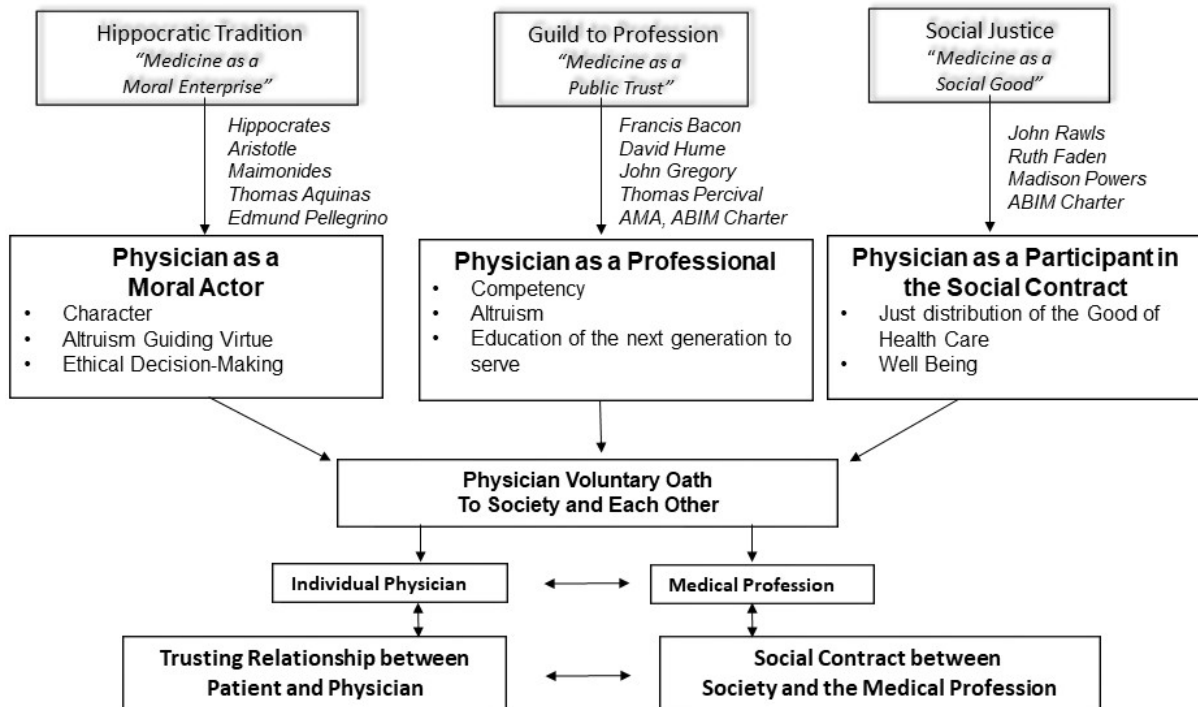 Hippocratic Tradition
“Medicine as a
Moral Enterprise”
Guild to Profession
“Medicine as a
Public Trust”
Social Justice
“Medicine as a
Social Good”
Hippocrates
Aristotle
Maimonides
Thomas Aquinas
Edmund Pellegrino
Francis Bacon
David Hume
John Gregory
Thomas Percival
AMA, ABIM Charter
John Rawls
Ruth Faden
Madison Powers
ABIM Charter
Physician as a
Moral Actor
• Character
• Altruism Guiding Virtue
• Ethical Decision-Making
Physician as a Professional
• Competency
• Altruism
• Education of the next generation to
serve
Physician as a Participant in
the Social Contract
• Just distribution of the Good of
Health Care
• Well Being
Physician Voluntary Oath
To Society and Each Other
Individual Physician
Medical Profession
Trusting Relationship between
Patient and Physician
Social Contract between
Society and the Medical Profession